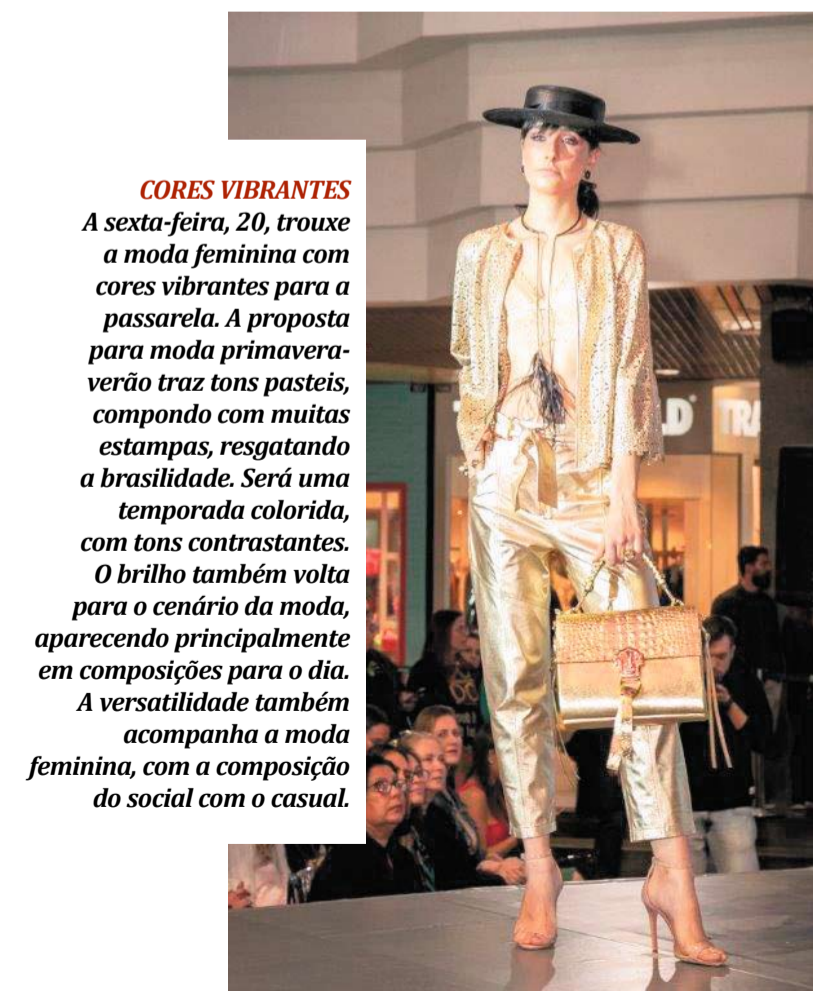 CORES VIBRANTES
A sexta-feira, 20, trouxe
a moda feminina com
cores vibrantes para a
passarela. A proposta
para moda primavera-
verão traz tons pasteis,
compondo com muitas
estampas, resgatando
a brasilidade. Será uma
temporada colorida,
com tons contrastantes.
O brilho também volta
para o cenário da moda,
aparecendo principalmente
em composições para o dia.
A versatilidade também
acompanha a moda
feminina, com a composição
do social com o casual.